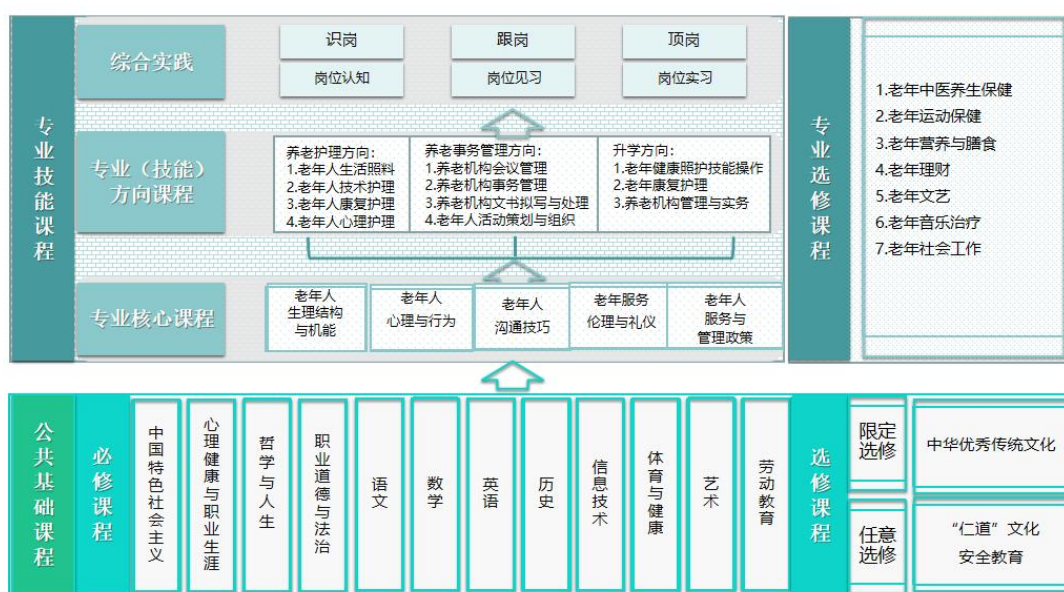 专业技能课程
综合实践
识岗
跟岗
顶岗
岗位认知
岗位见习
岗位实习
专业（技能）
方向课程
养老护理方向：
1.老年人生活照料
2.老年人技术护理
3.老年人康复护理
4.老年人心理护理
养老事务管理方向：
1.养老机构会议管理
2.养老机构事务管理
3.养老机构文书拟写与处理
4.老年人活动策划与组织
升学方向：
1.老年健康照护技能操作
2.老年康复护理
3.养老机构管理与实务
专业核心课程
老年人
生理结构
与机能
老年人
心理与行为
老年人
沟通技巧
老年服务
伦理与礼仪
老年人
服务与
管理政策
专业选修课程
1.老年中医养生保健
2.老年运动保健
3.老年营养与膳食
4.老年理财
5.老年文艺
6.老年音乐治疗
7.老年社会工作
公共基础课程
必修课程
中国特色社会主义
心理健康与职业生涯
哲学与人生
职业道德与法治
语文
数学
英语
历史
信息技术
体育与健康
艺术
劳动教育
选修课程
限定
选修
中华优秀传统文化
任意
选修
“仁道”文化
安全教育